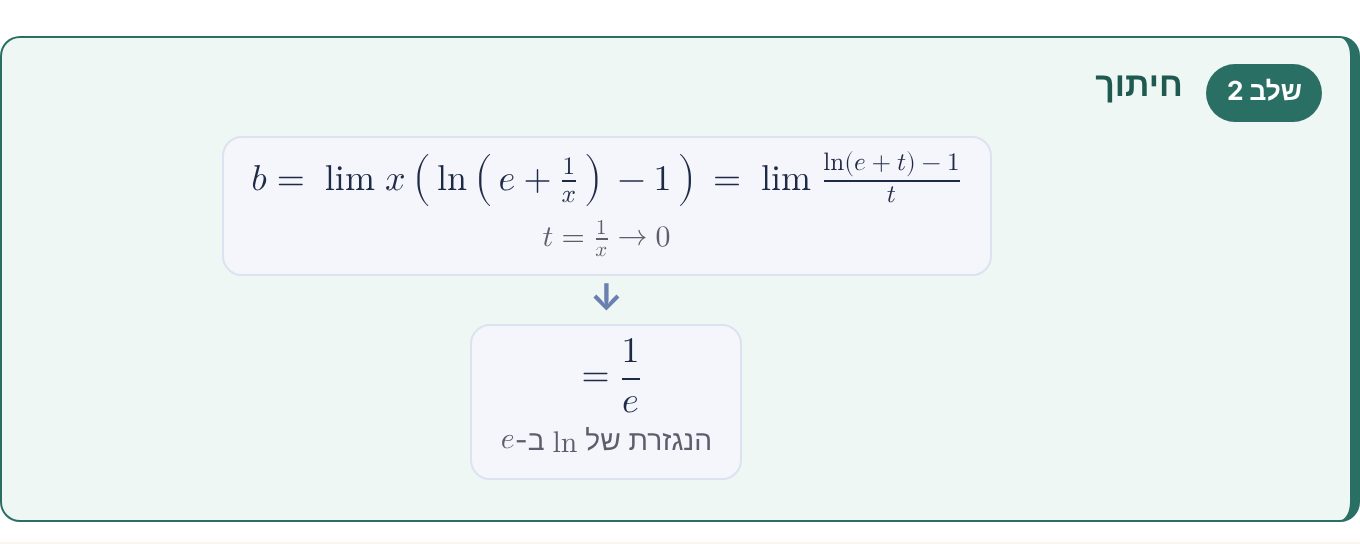 שלב 2 חיתוך
b = lim x ( ln ( e + 1/x ) − 1 ) = lim (ln(e + t) − 1)/t
t = 1/x → 0
↓
= 1/e
הנגזרת של ln ב-e